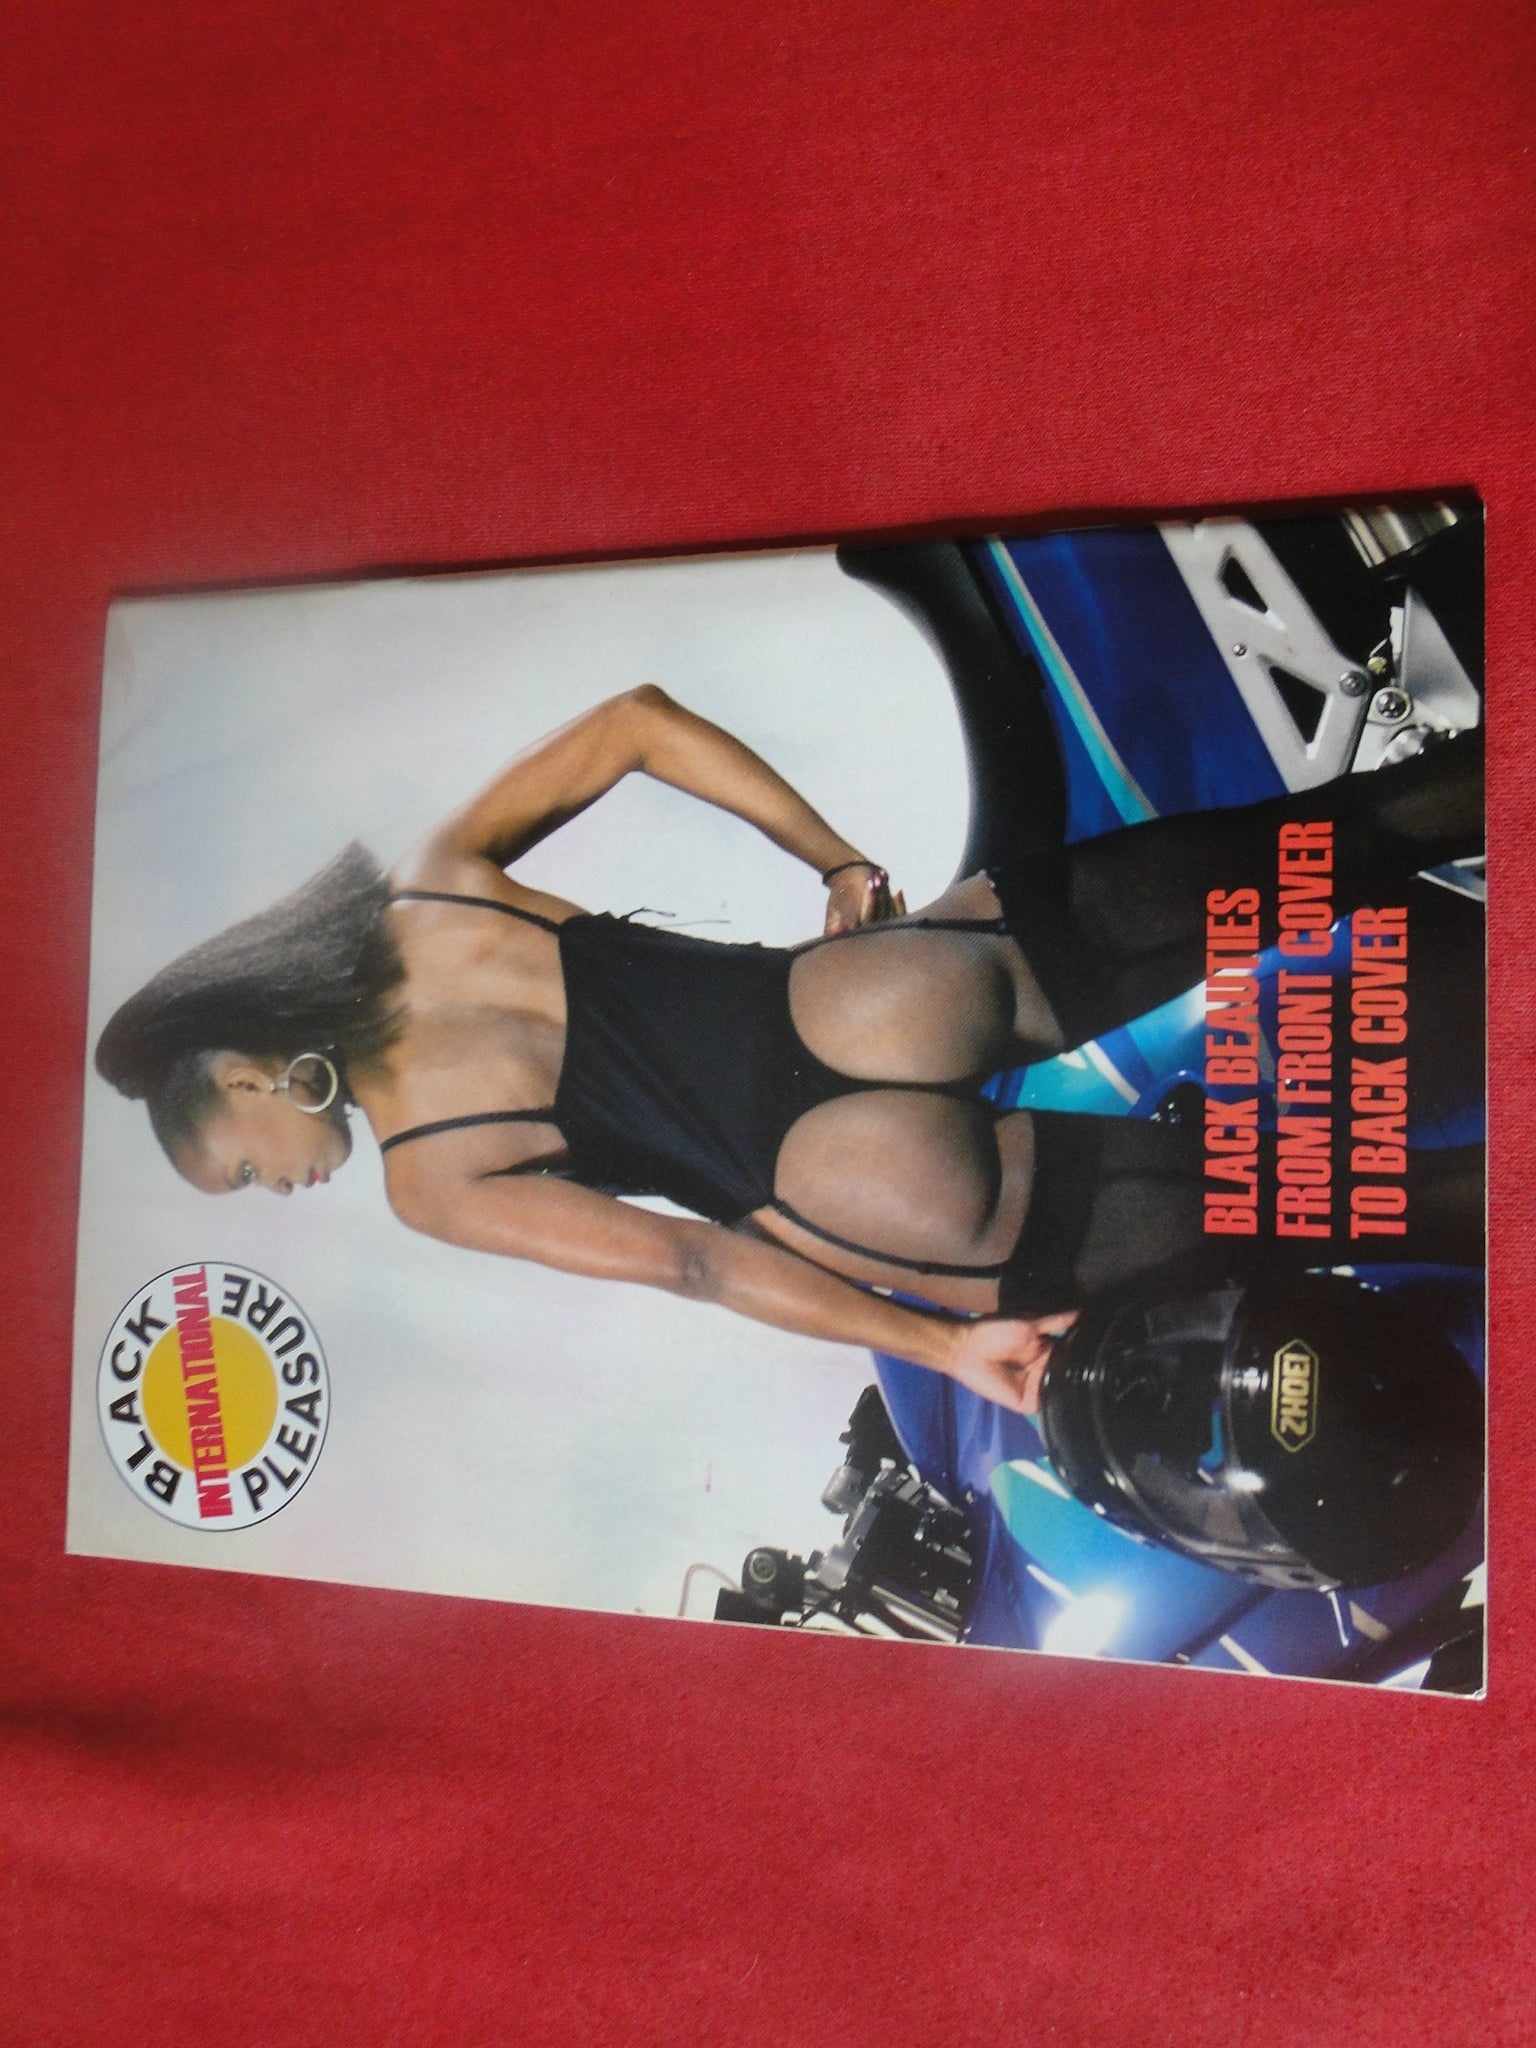 BLACK
INTERNATIONAL
PLEASURE
BLACK BEAUTIES
FROM FRONT COVER
TO BACK COVER
SHOEI